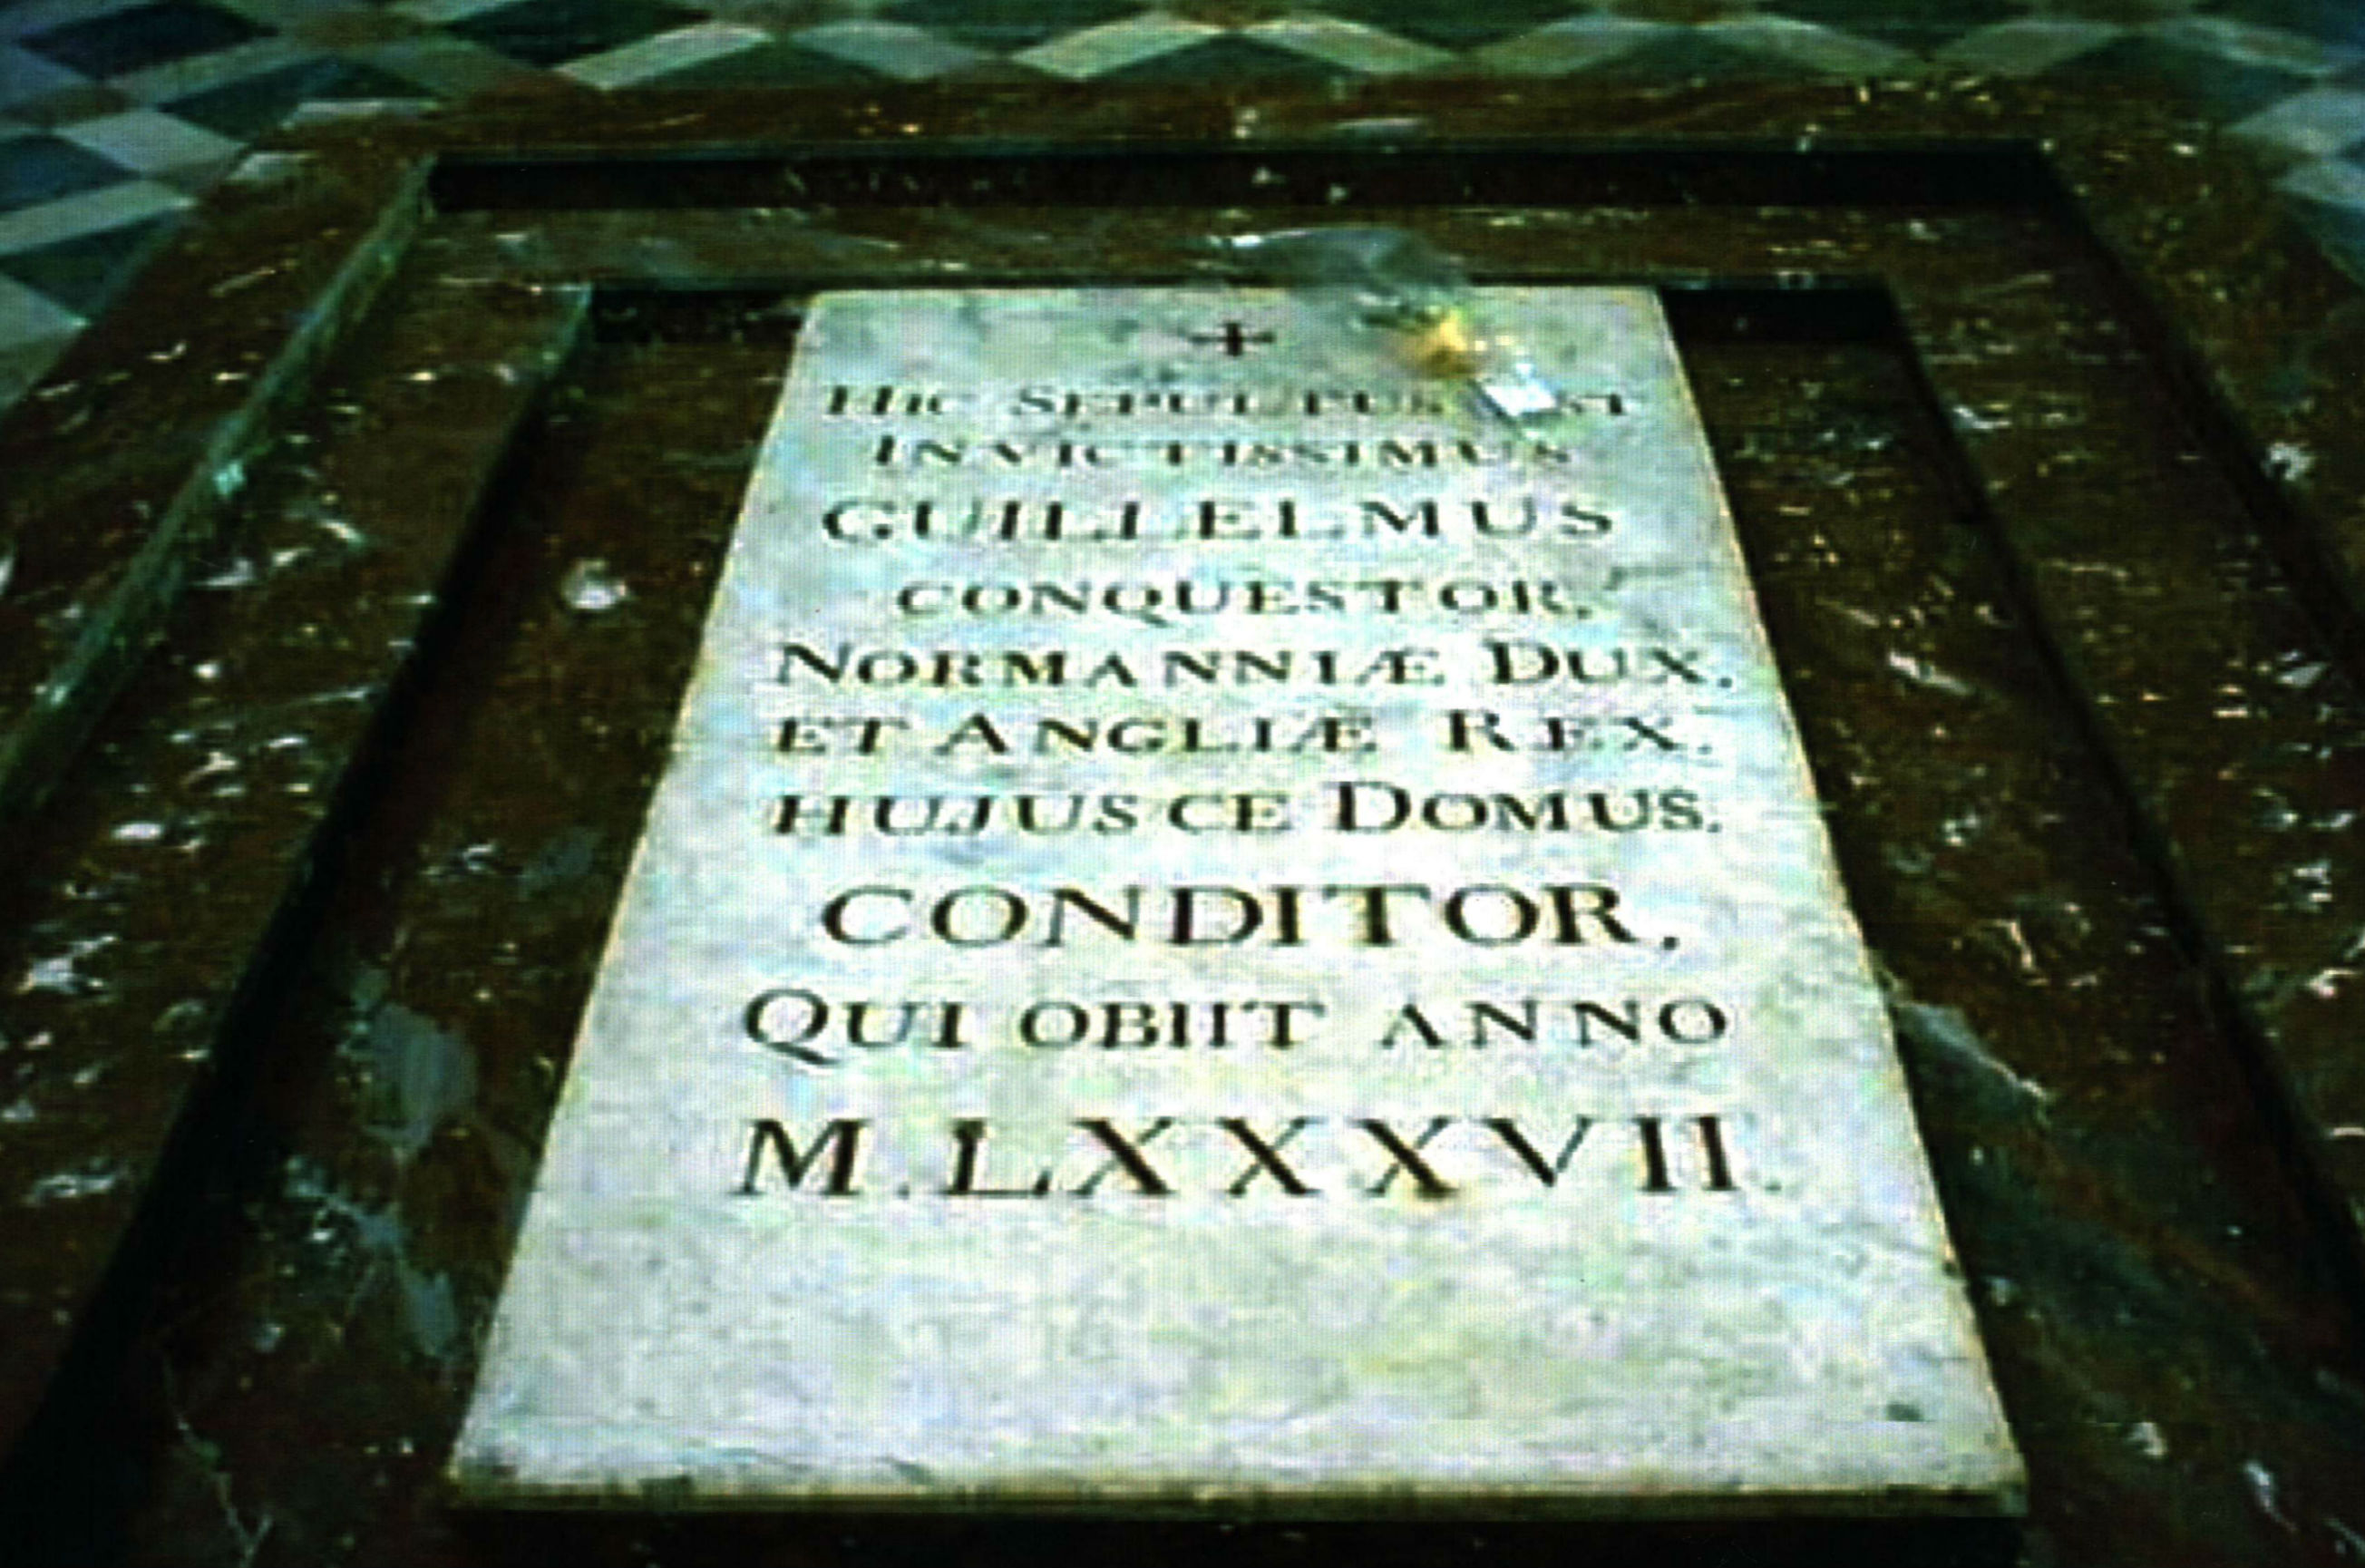 HIC SEPULTUS EST
INVICTISSIMUS
GUILLELMUS
CONQUESTOR,
NORMANNIÆ DUX,
ET ANGLIÆ REX,
HUJUSCE DOMUS,
CONDITOR,
QUI OBIIT ANNO
M.LXXXVII.